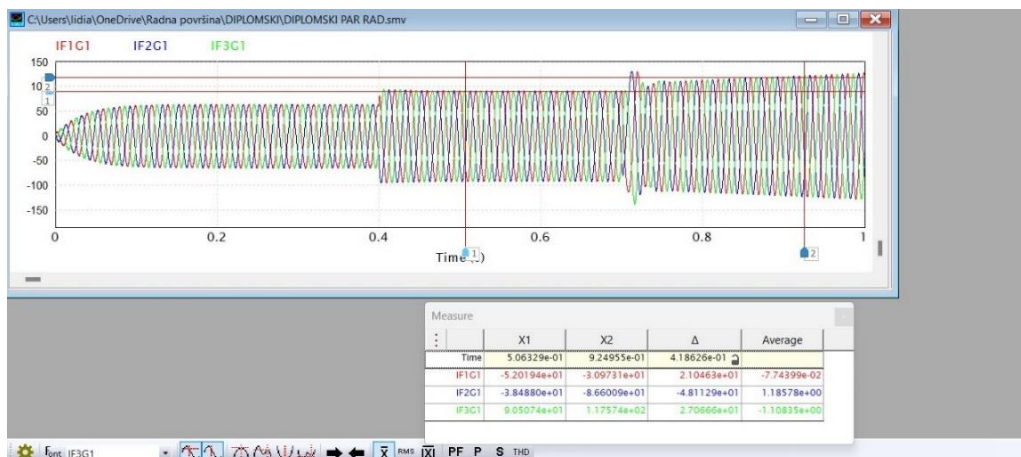 C:\Users\lidia\OneDrive\Radna površina\DIPLOMSKI\DIPLOMSKI PAR RAD.smv
IF1G1 IF2G1 IF3G1
150
50
0
-50
-100
-150
0 0.2 0.4 0.6 0.8 1
1 2
Measure
X1 X2 Δ Average
Time 5.06329e-01 9.24955e-01 4.18626e-01
IF1G1 -5.20194e+01 -3.09731e+01 2.10463e+01 -7.74399e-02
IF2G1 -3.84880e+01 -8.66009e+01 -4.81129e+01 1.18578e+00
IF3G1 9.05074e+01 1.17574e+02 2.70666e+01 -1.10835e+00
Font IF3G1 X RMS |X| PF P S THD